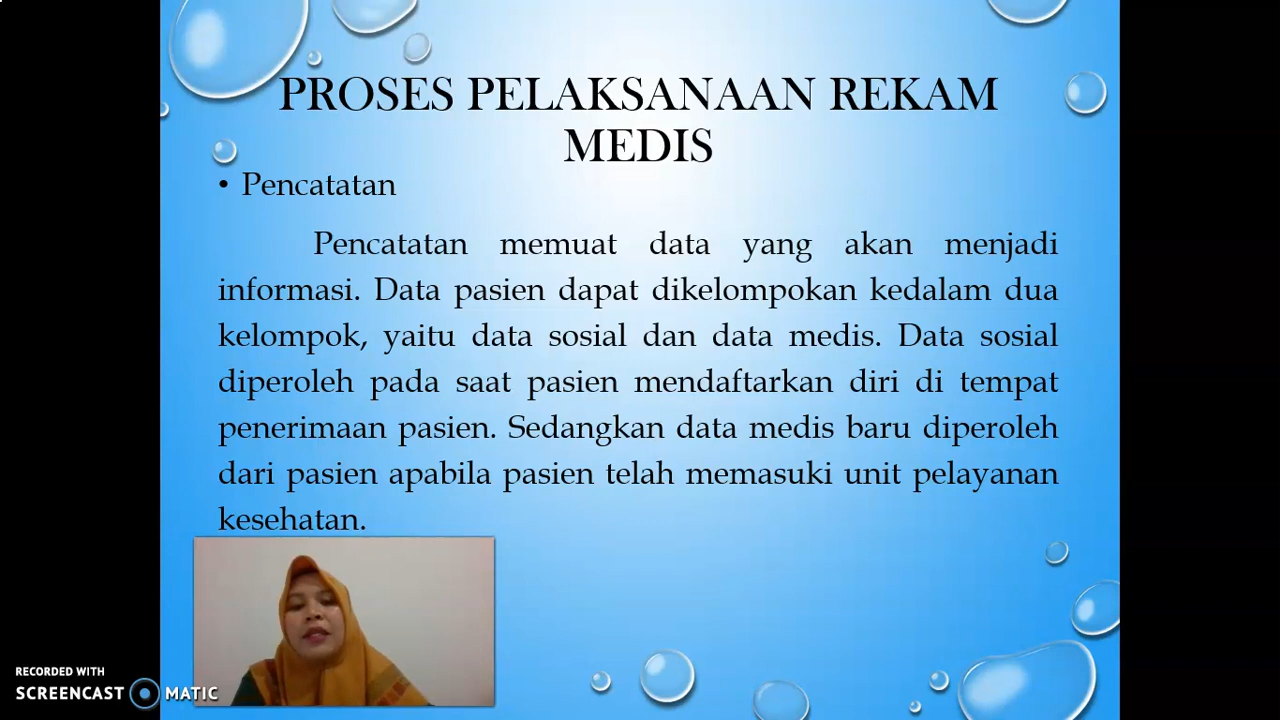 PROSES PELAKSANAAN REKAM
MEDIS
• Pencatatan
Pencatatan memuat data yang akan menjadi
informasi. Data pasien dapat dikelompokan kedalam dua
kelompok, yaitu data sosial dan data medis. Data sosial
diperoleh pada saat pasien mendaftarkan diri di tempat
penerimaan pasien. Sedangkan data medis baru diperoleh
dari pasien apabila pasien telah memasuki unit pelayanan
kesehatan.
RECORDED WITH
SCREENCAST MATIC